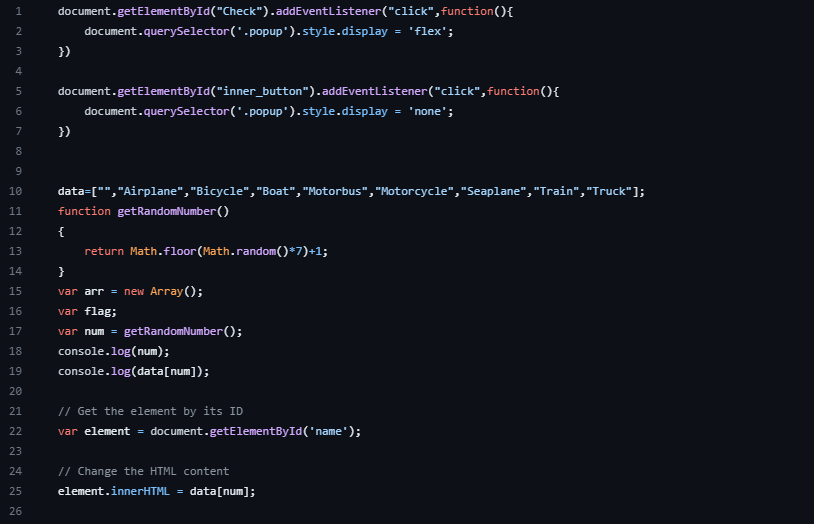 1 document.getElementById("Check").addEventListener("click",function(){
2 document.querySelector('.popup').style.display = 'flex';
3 })
4
5 document.getElementById("inner_button").addEventListener("click",function(){
6 document.querySelector('.popup').style.display = 'none';
7 })
8
9
10 data=["","Airplane","Bicycle","Boat","Motorbus","Motorcycle","Seaplane","Train","Truck"];
11 function getRandomNumber()
12 {
13 return Math.floor(Math.random()*7)+1;
14 }
15 var arr = new Array();
16 var flag;
17 var num = getRandomNumber();
18 console.log(num);
19 console.log(data[num]);
20
21 // Get the element by its ID
22 var element = document.getElementById('name');
23
24 // Change the HTML content
25 element.innerHTML = data[num];
26